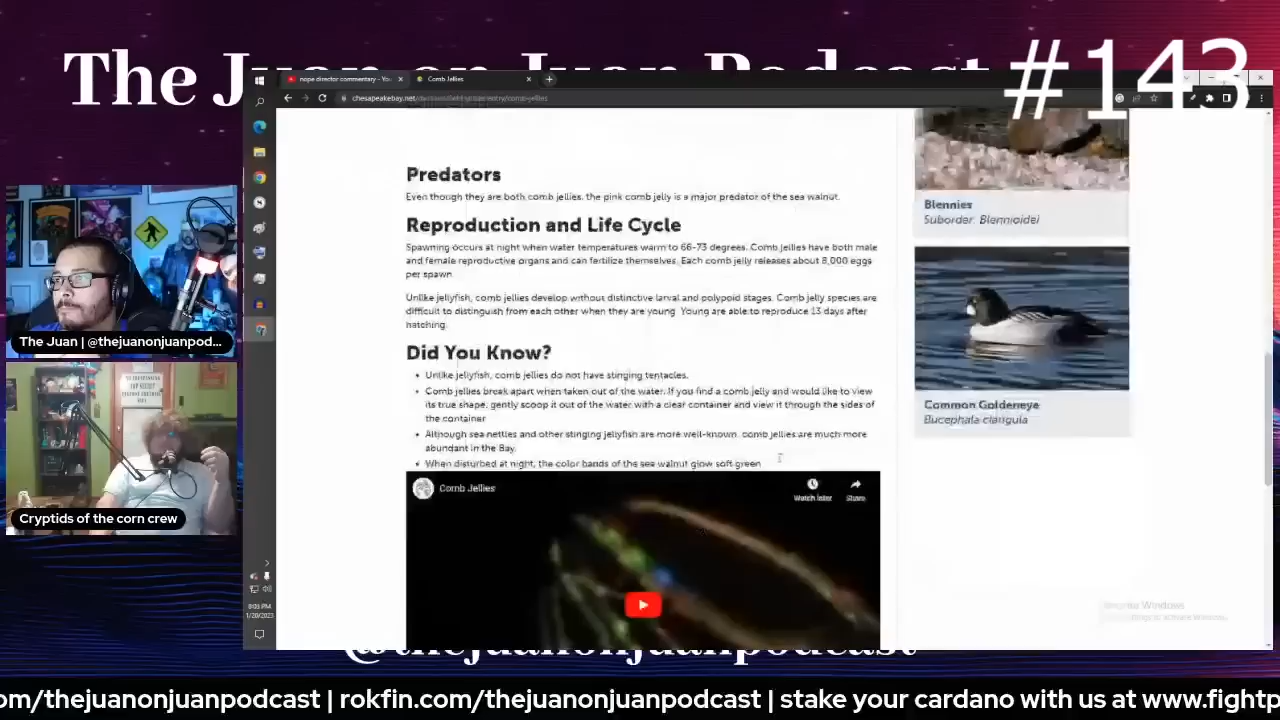 The Juan on Juan Podcast #143
nope director commentary - Yo
Comb Jellies
Predators
Even though they are both comb jellies, the pink comb jelly is a major predator of the sea walnut.
Reproduction and Life Cycle
Spawning occurs at night when water temperatures warm to 66-73 degrees. Comb jellies have both male
and female reproductive organs and can fertilize themselves. Each comb jelly releases about 8,000 eggs
per spawn.
Unlike jellyfish, comb jellies develop without distinctive larval and polypoid stages. Comb jelly species are
difficult to distinguish from each other when they are young. Young are able to reproduce 13 days after
hatching.
Did You Know?
Unlike jellyfish, comb jellies do not have stinging tentacles.
Comb jellies break apart when taken out of the water. If you find a comb jelly and would like to view
its true shape, gently scoop it out of the water with a clear container and view it through the sides of
the container
Although sea nettles and other stinging jellyfish are more well-known, comb jellies are much more
abundant in the Bay.
When disturbed at night, the color bands of the sea walnut glow soft green
Comb Jellies
Watch later
Share
Blennies
Suborder: Blennioidei
Common Goldeneye
Bucephala clangula
The Juan | @thejuanonjuanpod...
Cryptids of the corn crew
8:03 PM
1/20/2023
@thejuanonjuanpodcast
om/thejuanonjuanpodcast | rokfin.com/thejuanonjuanpodcast | stake your cardano with us at www.fightp